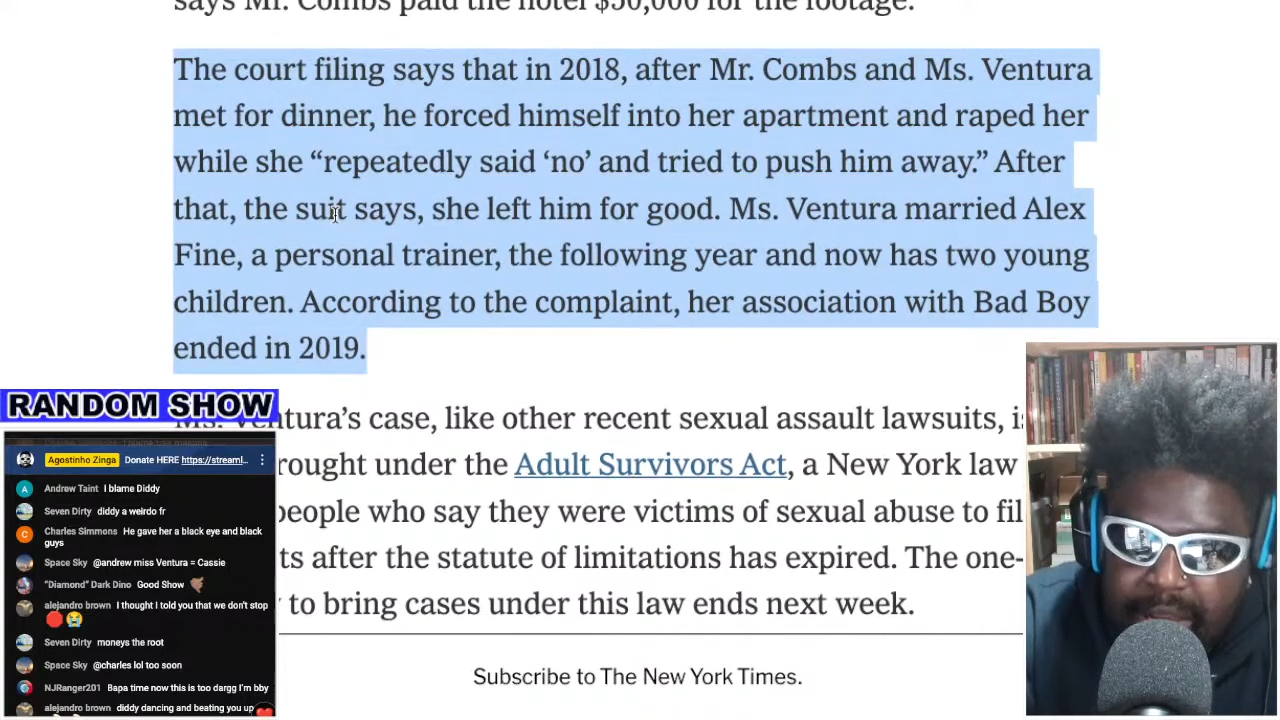 says Mr. Combs paid the hotel $50,000 for the footage.
The court filing says that in 2018, after Mr. Combs and Ms. Ventura
met for dinner, he forced himself into her apartment and raped her
while she “repeatedly said ‘no’ and tried to push him away.” After
that, the suit says, she left him for good. Ms. Ventura married Alex
Fine, a personal trainer, the following year and now has two young
children. According to the complaint, her association with Bad Boy
ended in 2019.
Ms. Ventura’s case, like other recent sexual assault lawsuits, is
rought under the Adult Survivors Act, a New York law
people who say they were victims of sexual abuse to fil
ts after the statute of limitations has expired. The one-
to bring cases under this law ends next week.
Subscribe to The New York Times.
RANDOM SHOW
Agostinho Zinga Donate HERE https://streaml...
Andrew Taint I blame Diddy
Seven Dirty diddy a weirdo fr
Charles Simmons He gave her a black eye and black
guys
Space Sky @andrew miss Ventura = Cassie
"Diamond" Dark Dino Good Show
alejandro brown I thought I told you that we don't stop
Seven Dirty moneys the root
Space Sky @charles lol too soon
NJRanger201 Bapa time now this is too dargg I'm bby
alejandro brown diddy dancing and beating you up